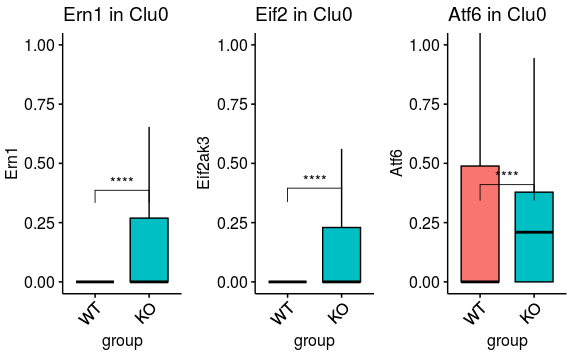 Ern1 in Clu0
Ern1
1.00
0.75
0.50
0.25
0.00
****
WT
KO
group
Eif2 in Clu0
Eif2ak3
1.00
0.75
0.50
0.25
0.00
****
WT
KO
group
Atf6 in Clu0
Atf6
1.00
0.75
0.50
0.25
0.00
****
WT
KO
group